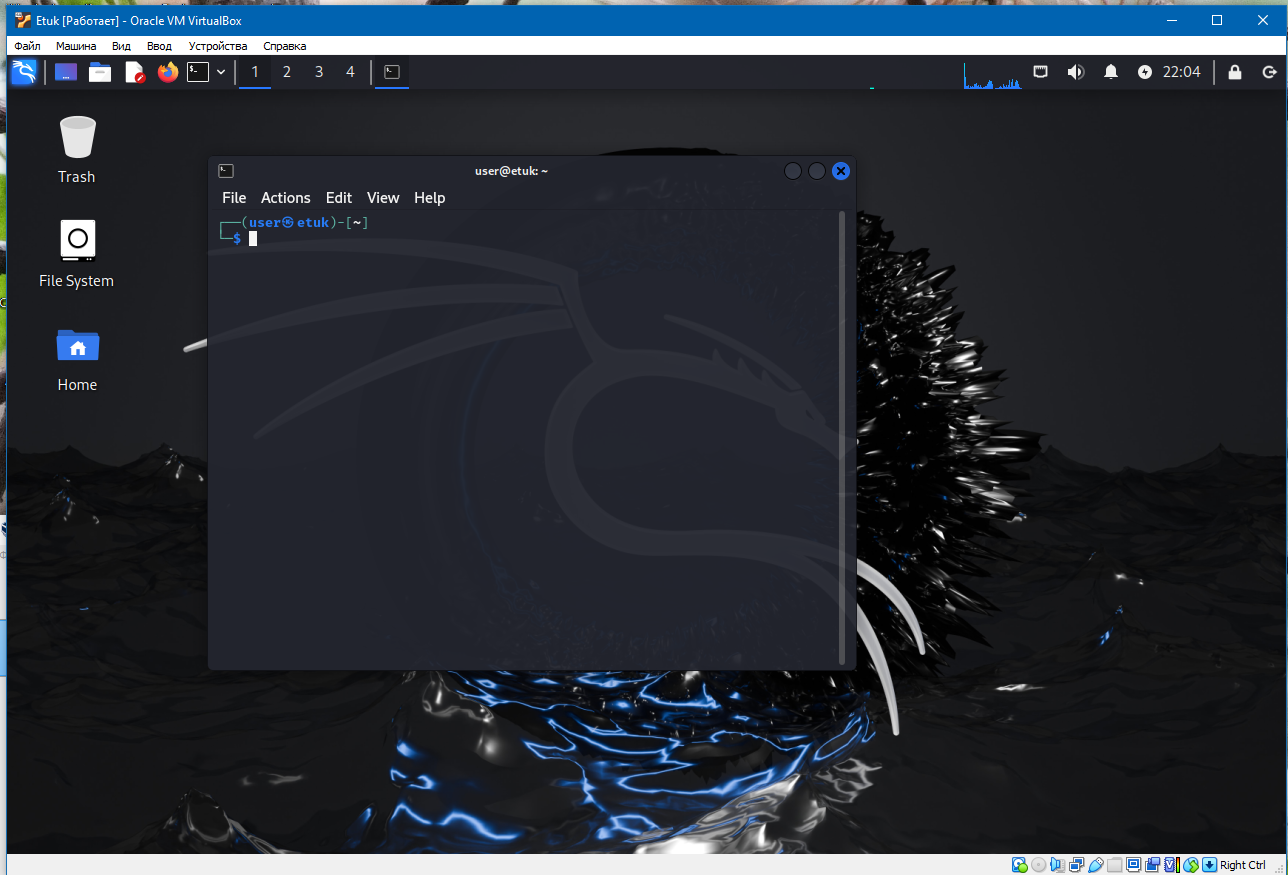 Etuk [Работает] - Oracle VM VirtualBox
Файл Машина Вид Ввод Устройства Справка
1 2 3 4 22:04
Trash
File System
Home
user@etuk: ~
File Actions Edit View Help
┌──(user㉿etuk)-[~]
└─$
Right Ctrl